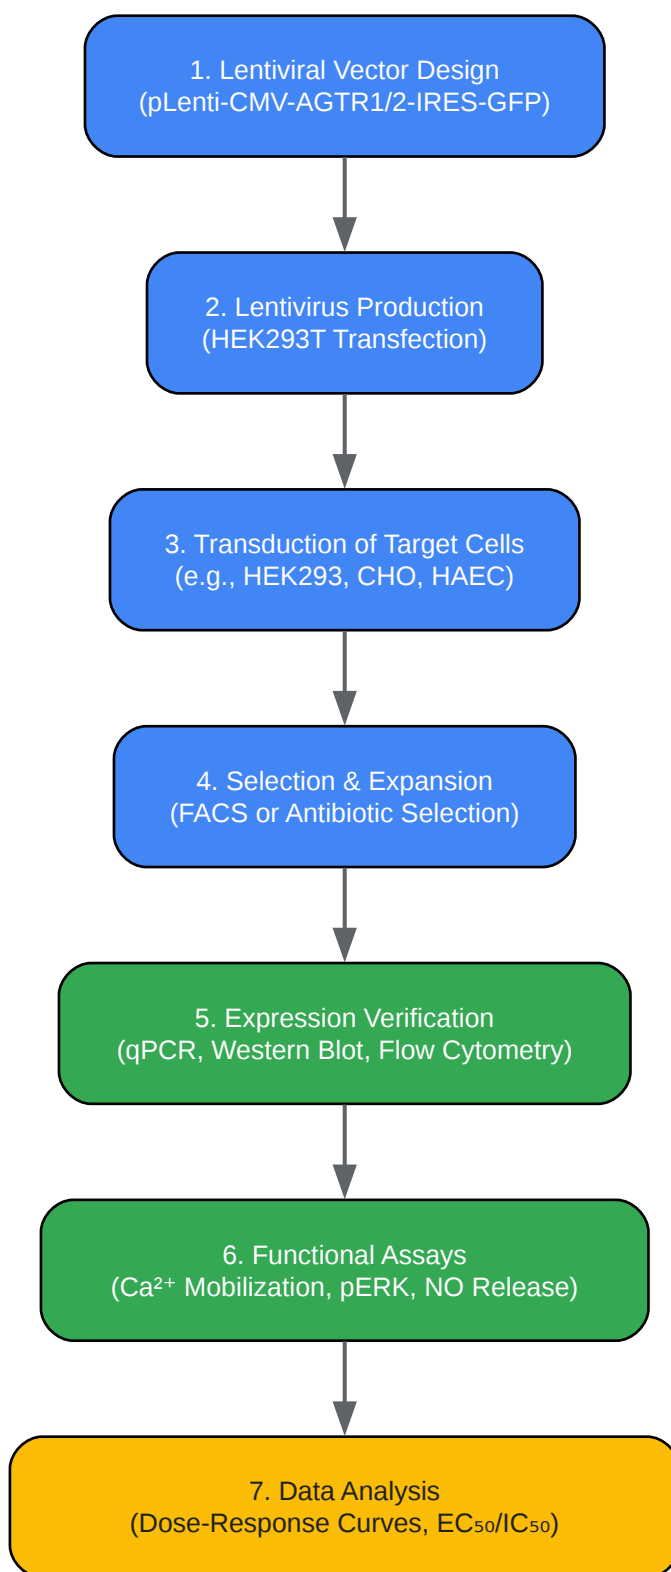 1. Lentiviral Vector Design
(pLenti-CMV-AGTR1/2-IRES-GFP)
2. Lentivirus Production
(HEK293T Transfection)
3. Transduction of Target Cells
(e.g., HEK293, CHO, HAEC)
4. Selection & Expansion
(FACS or Antibiotic Selection)
5. Expression Verification
(qPCR, Western Blot, Flow Cytometry)
6. Functional Assays
(Ca²⁺ Mobilization, pERK, NO Release)
7. Data Analysis
(Dose-Response Curves, EC₅₀/IC₅₀)